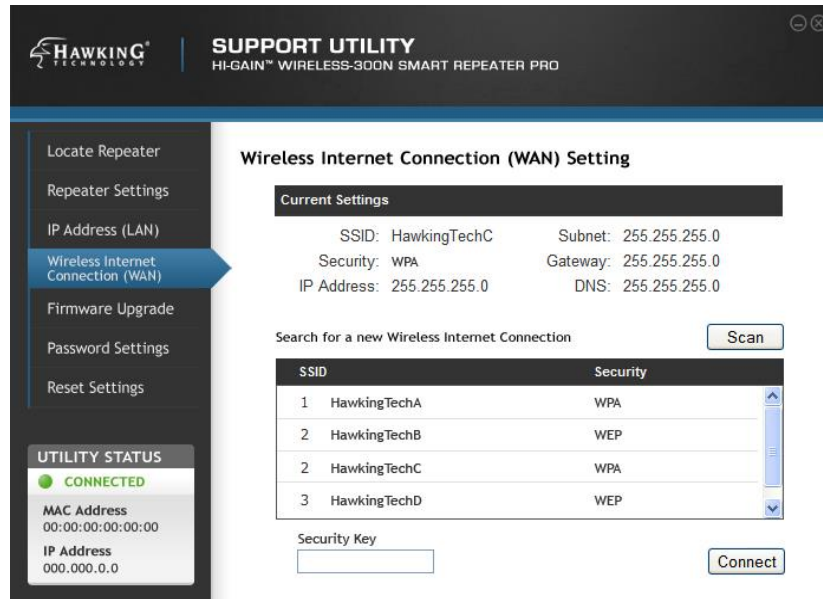 HAWKING®
TECHNOLOGY
SUPPORT UTILITY
HI-GAIN™ WIRELESS-300N SMART REPEATER PRO
Locate Repeater
Repeater Settings
IP Address (LAN)
Wireless Internet
Connection (WAN)
Firmware Upgrade
Password Settings
Reset Settings
UTILITY STATUS
CONNECTED
MAC Address
00:00:00:00:00:00
IP Address
000.000.0.0
Wireless Internet Connection (WAN) Setting
Current Settings
SSID: HawkingTechC Subnet: 255.255.255.0
Security: WPA Gateway: 255.255.255.0
IP Address: 255.255.255.0 DNS: 255.255.255.0
Search for a new Wireless Internet Connection Scan
SSID Security
1 HawkingTechA WPA
2 HawkingTechB WEP
2 HawkingTechC WPA
3 HawkingTechD WEP
Security Key
Connect